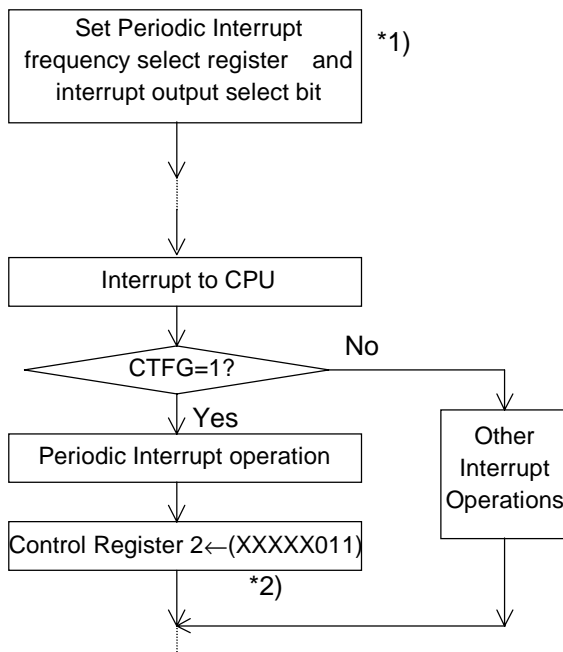 Set Periodic Interrupt
frequency select register and
interrupt output select bit
*1)
Interrupt to CPU
CTFG=1?
No
Yes
Periodic Interrupt operation
Other
Interrupt
Operations
Control Register 2←(XXXXX011)
*2)